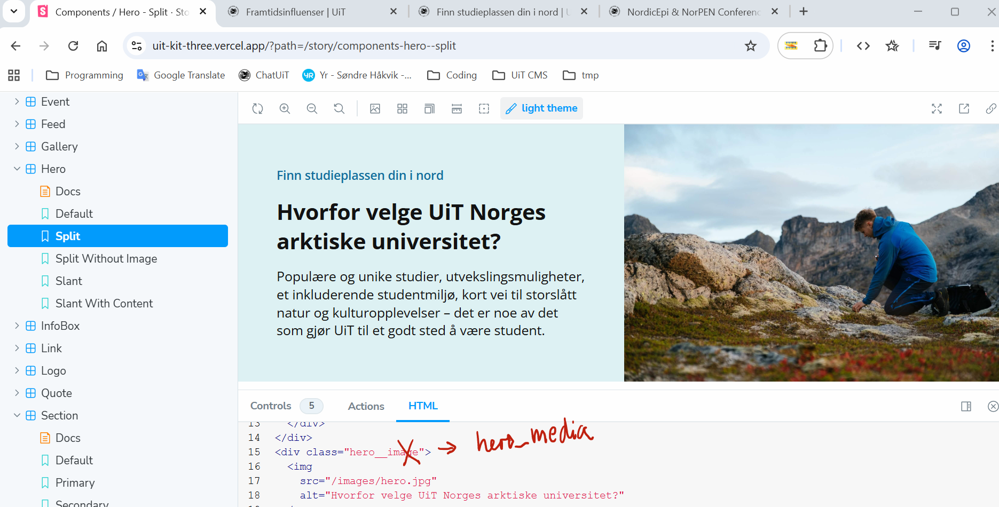 Components / Hero - Split · Sto
Framtidsinfluenser | UiT
Finn studieplassen din i nord | U
NordicEpi & NorPEN Conferenc
uit-kit-three.vercel.app/?path=/story/components-hero--split
Programming
Google Translate
ChatUiT
YR
Yr - Søndre Håkvik -...
Coding
UiT CMS
tmp
Event
Feed
Gallery
Hero
Docs
Default
Split
Split Without Image
Slant
Slant With Content
InfoBox
Link
Logo
Quote
Section
Docs
Default
Primary
Secondary
light theme
Finn studieplassen din i nord
Hvorfor velge UiT Norges
arktiske universitet?
Populære og unike studier, utvekslingsmuligheter,
et inkluderende studentmiljø, kort vei til storslått
natur og kulturopplevelser – det er noe av det
som gjør UiT til et godt sted å være student.
Controls 5 Actions HTML
13 </div>
14 </div>
15 <div class="hero__image"> → hero_media
16 <img
17 src="/images/hero.jpg"
18 alt="Hvorfor velge UiT Norges arktiske universitet?"